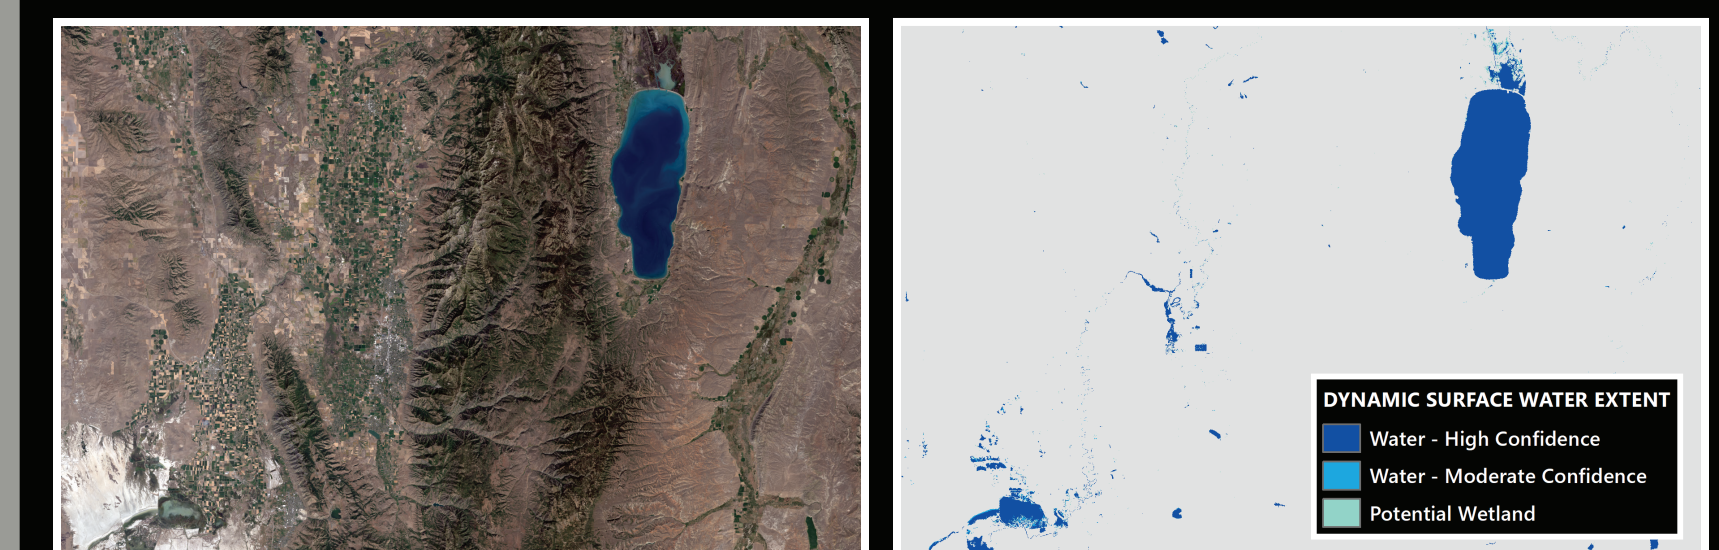 DYNAMIC SURFACE WATER EXTENT
Water - High Confidence
Water - Moderate Confidence
Potential Wetland